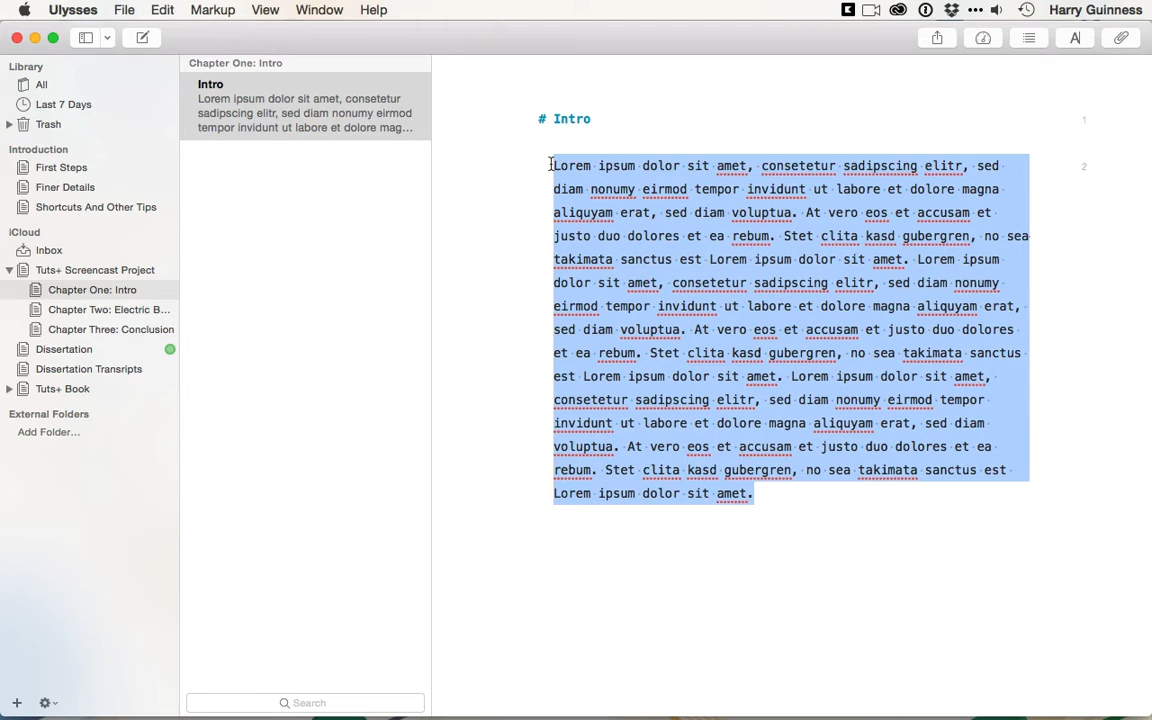 Ulysses File Edit Markup View Window Help Harry Guinness
Library
All
Last 7 Days
Trash
Introduction
First Steps
Finer Details
Shortcuts And Other Tips
iCloud
Inbox
Tuts+ Screencast Project
Chapter One: Intro
Chapter Two: Electric B...
Chapter Three: Conclusion
Dissertation
Dissertation Transripts
Tuts+ Book
External Folders
Add Folder...
Chapter One: Intro
Intro
Lorem ipsum dolor sit amet, consetetur
sadipscing elitr, sed diam nonumy eirmod
tempor invidunt ut labore et dolore mag...
Search
# Intro 1
Lorem ipsum dolor sit amet, consetetur sadipscing elitr, sed 2
diam nonumy eirmod tempor invidunt ut labore et dolore magna
aliquyam erat, sed diam voluptua. At vero eos et accusam et
justo duo dolores et ea rebum. Stet clita kasd gubergren, no sea
takimata sanctus est Lorem ipsum dolor sit amet. Lorem ipsum
dolor sit amet, consetetur sadipscing elitr, sed diam nonumy
eirmod tempor invidunt ut labore et dolore magna aliquyam erat,
sed diam voluptua. At vero eos et accusam et justo duo dolores
et ea rebum. Stet clita kasd gubergren, no sea takimata sanctus
est Lorem ipsum dolor sit amet. Lorem ipsum dolor sit amet,
consetetur sadipscing elitr, sed diam nonumy eirmod tempor
invidunt ut labore et dolore magna aliquyam erat, sed diam
voluptua. At vero eos et accusam et justo duo dolores et ea
rebum. Stet clita kasd gubergren, no sea takimata sanctus est
Lorem ipsum dolor sit amet.